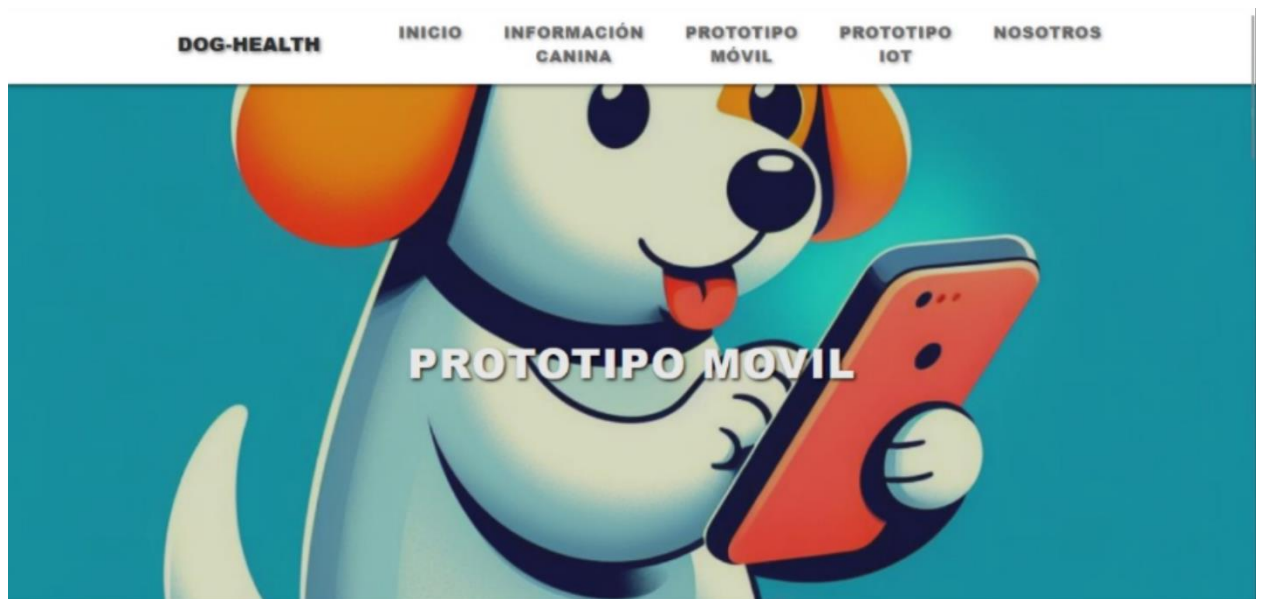 DOG-HEALTH
INICIO
INFORMACIÓN
CANINA
PROTOTIPO
MÓVIL
PROTOTIPO
IOT
NOSOTROS
PROTOTIPO MOVIL